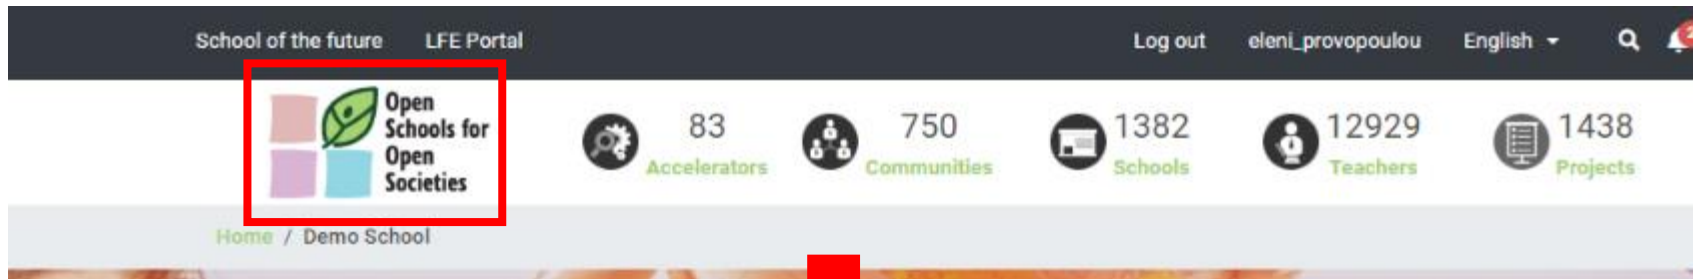 School of the future LFE Portal Log out eleni_provopoulou English
Open
Schools for
Open
Societies
83
Accelerators
750
Communities
1382
Schools
12929
Teachers
1438
Projects
Home / Demo School